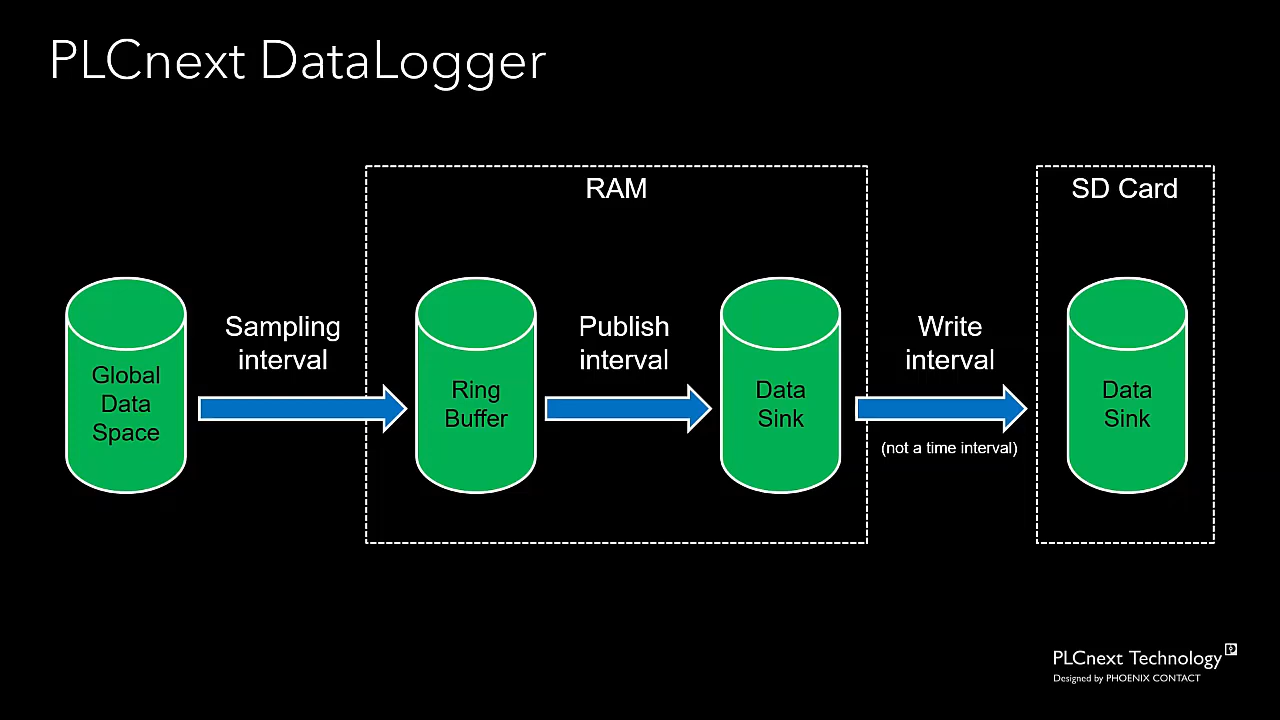 PLCnext DataLogger
RAM
SD Card
Global
Data
Space
Sampling
interval
Ring
Buffer
Publish
interval
Data
Sink
Write
interval
(not a time interval)
Data
Sink
PLCnext Technology
Designed by PHOENIX CONTACT